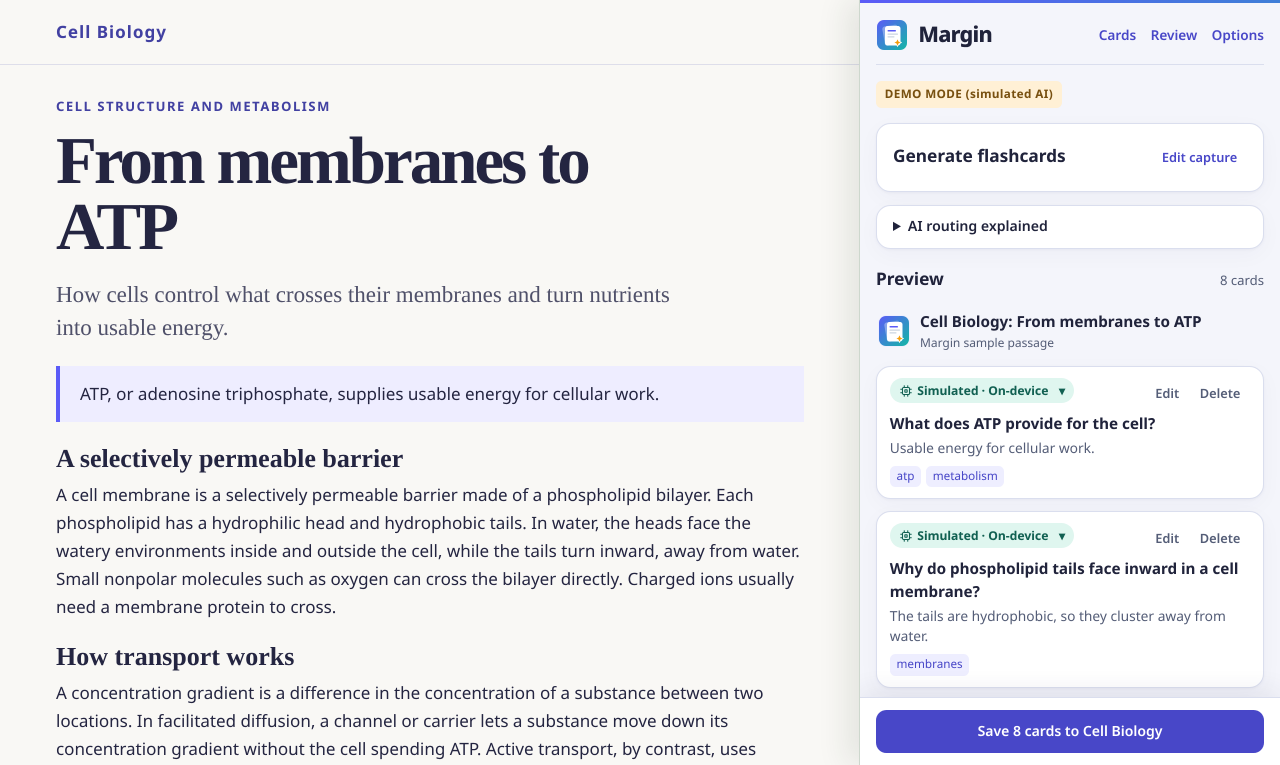 Cell Biology
CELL STRUCTURE AND METABOLISM
From membranes to
ATP
How cells control what crosses their membranes and turn nutrients
into usable energy.
ATP, or adenosine triphosphate, supplies usable energy for cellular work.
A selectively permeable barrier
A cell membrane is a selectively permeable barrier made of a phospholipid bilayer. Each
phospholipid has a hydrophilic head and hydrophobic tails. In water, the heads face the
watery environments inside and outside the cell, while the tails turn inward, away from water.
Small nonpolar molecules such as oxygen can cross the bilayer directly. Charged ions usually
need a membrane protein to cross.
How transport works
A concentration gradient is a difference in the concentration of a substance between two
locations. In facilitated diffusion, a channel or carrier lets a substance move down its
concentration gradient without the cell spending ATP. Active transport, by contrast, uses
Margin
Cards Review Options
DEMO MODE (simulated AI)
Generate flashcards
Edit capture
AI routing explained
Preview
8 cards
Cell Biology: From membranes to ATP
Margin sample passage
Simulated · On-device
Edit Delete
What does ATP provide for the cell?
Usable energy for cellular work.
atp metabolism
Simulated · On-device
Edit Delete
Why do phospholipid tails face inward in a cell
membrane?
The tails are hydrophobic, so they cluster away from
water.
membranes
Save 8 cards to Cell Biology